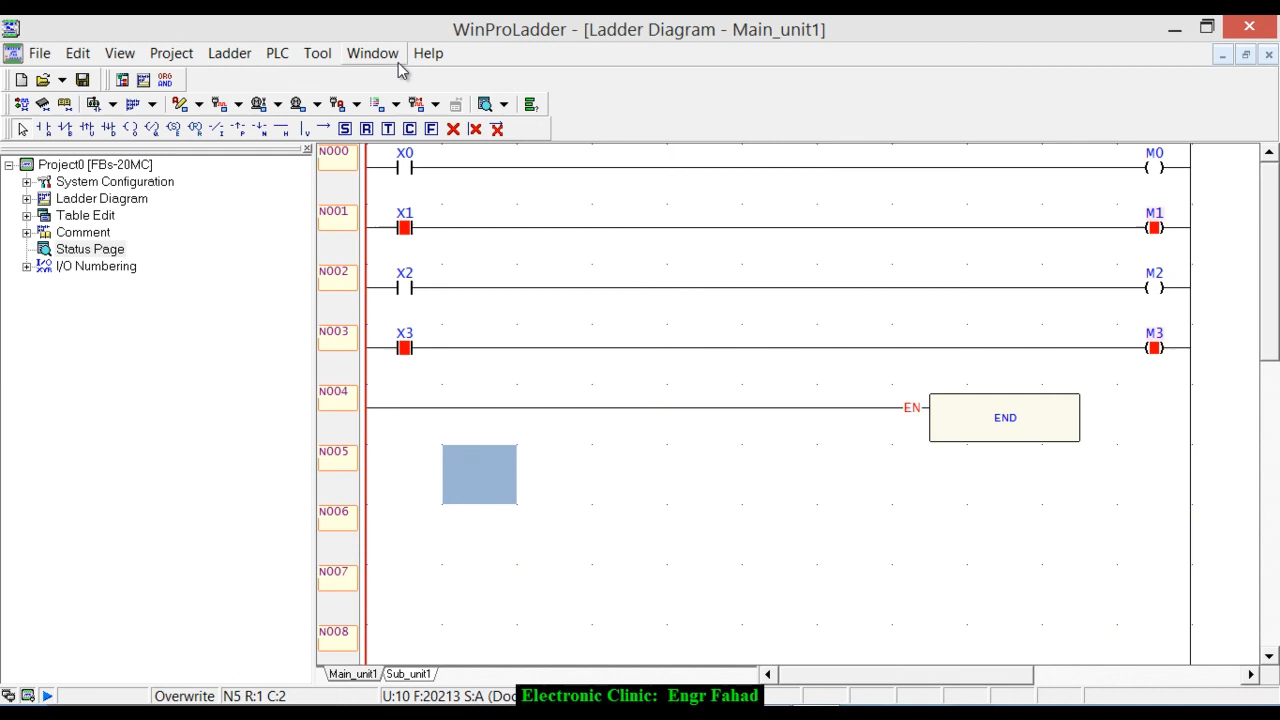 WinProLadder - [Ladder Diagram - Main_unit1]
File Edit View Project Ladder PLC Tool Window Help
ORG
AND
S R T C F
Project0 [FBs-20MC]
System Configuration
Ladder Diagram
Table Edit
Comment
Status Page
I/O Numbering
N000 X0 M0
N001 X1 M1
N002 X2 M2
N003 X3 M3
N004 EN END
N005
N006
N007
N008
Main_unit1 Sub_unit1
Overwrite N5 R:1 C:2 U:10 F:20213 S:A (Doc
Electronic Clinic: Engr Fahad